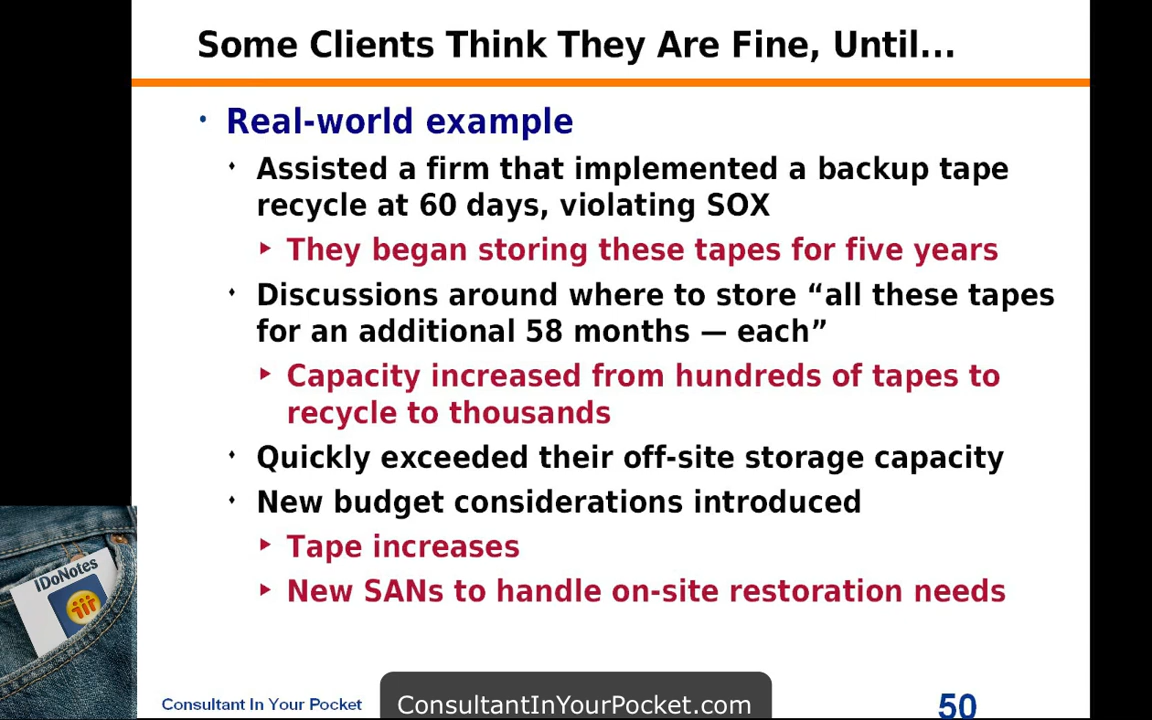 Some Clients Think They Are Fine, Until...
• Real-world example
Assisted a firm that implemented a backup tape
recycle at 60 days, violating SOX
They began storing these tapes for five years
Discussions around where to store “all these tapes
for an additional 58 months — each”
Capacity increased from hundreds of tapes to
recycle to thousands
Quickly exceeded their off-site storage capacity
New budget considerations introduced
Tape increases
New SANs to handle on-site restoration needs
IDoNotes
Consultant In Your Pocket
ConsultantInYourPocket.com
50